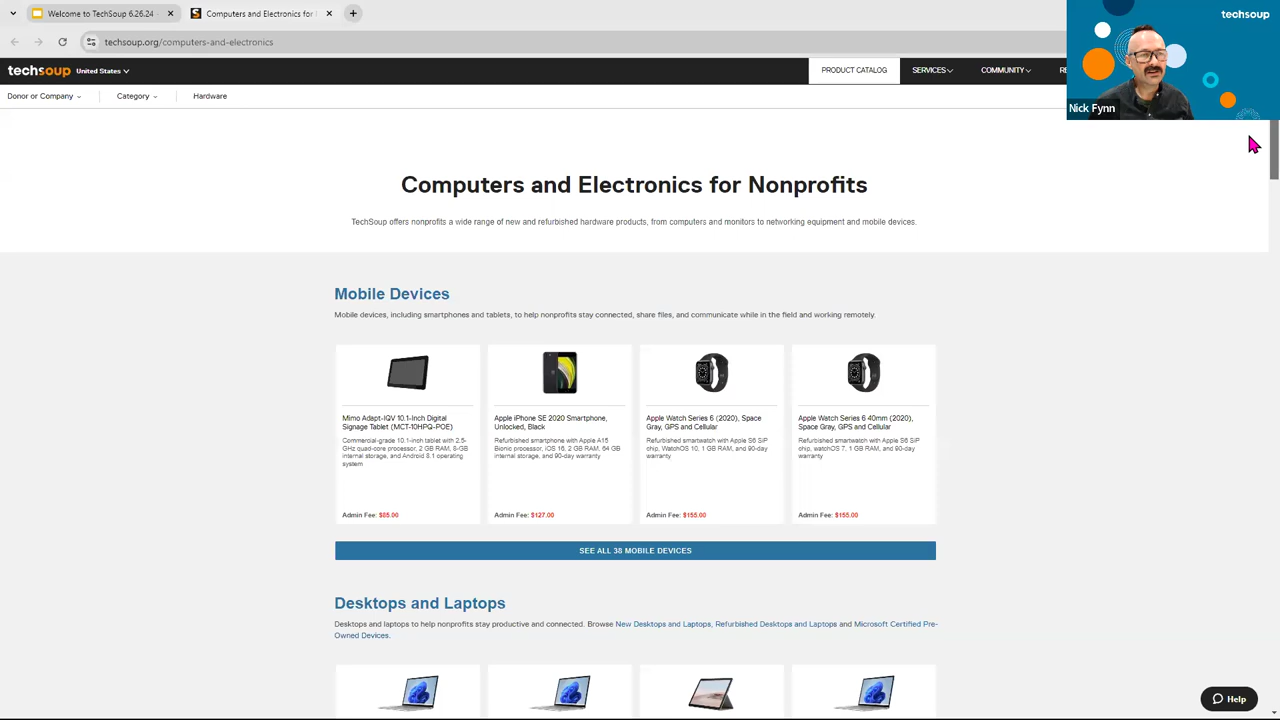 Welcome to TechSoup 6.26.24 -
Computers and Electronics for
techsoup.org/computers-and-electronics
techsoup
Nick Fynn
techsoup United States
PRODUCT CATALOG SERVICES COMMUNITY RE
Donor or Company Category Hardware
Computers and Electronics for Nonprofits
TechSoup offers nonprofits a wide range of new and refurbished hardware products, from computers and monitors to networking equipment and mobile devices.
Mobile Devices
Mobile devices, including smartphones and tablets, to help nonprofits stay connected, share files, and communicate while in the field and working remotely.
Mimo Adapt-IQV 10.1-Inch Digital
Signage Tablet (MCT-10HPQ-POE)
Commercial-grade 10.1-inch tablet with 2.5-
GHz quad-core processor, 2 GB RAM, 8-GB
internal storage, and Android 8.1 operating
system
Admin Fee: $85.00
Apple iPhone SE 2020 Smartphone,
Unlocked, Black
Refurbished smartphone with Apple A15
Bionic processor, iOS 16, 2 GB RAM, 64 GB
internal storage, and 90-day warranty
Admin Fee: $127.00
Apple Watch Series 6 (2020), Space
Gray, GPS and Cellular
Refurbished smartwatch with Apple S6 SiP
chip, WatchOS 10, 1 GB RAM, and 90-day
warranty
Admin Fee: $155.00
Apple Watch Series 6 40mm (2020),
Space Gray, GPS and Cellular
Refurbished smartwatch with Apple S6 SiP
chip, watchOS 7, 1 GB RAM, and 90-day
warranty
Admin Fee: $155.00
SEE ALL 38 MOBILE DEVICES
Desktops and Laptops
Desktops and laptops to help nonprofits stay productive and connected. Browse New Desktops and Laptops, Refurbished Desktops and Laptops and Microsoft Certified Pre-
Owned Devices.
Help